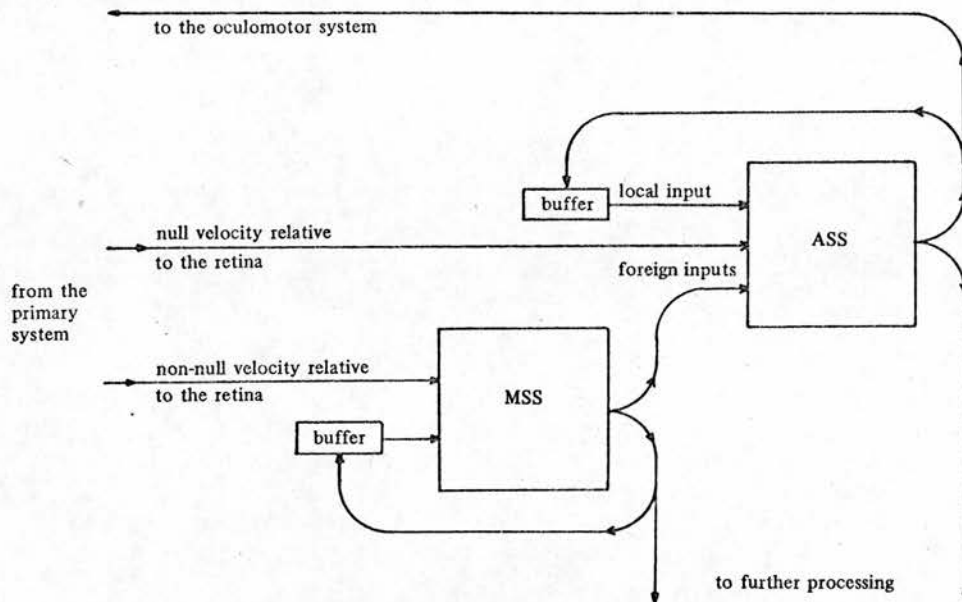 to the oculomotor system
buffer
local input
null velocity relative
to the retina
ASS
foreign inputs
from the
primary
system
non-null velocity relative
to the retina
MSS
buffer
to further processing